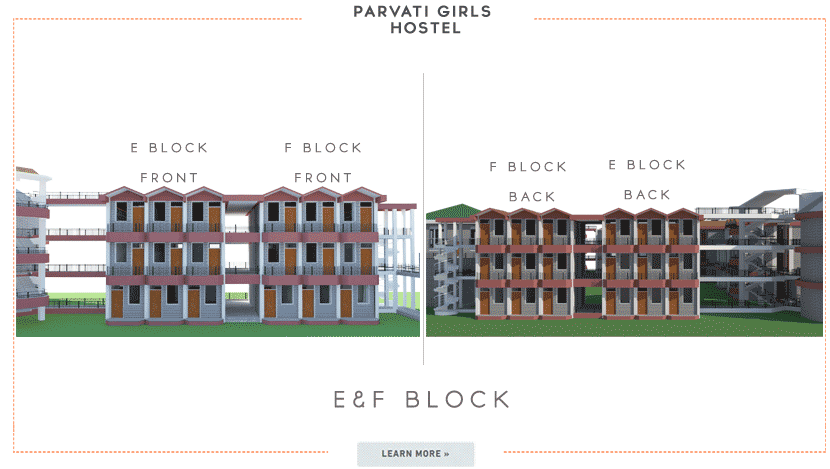 PARVATI GIRLS
HOSTEL
E BLOCK
FRONT
F BLOCK
FRONT
F BLOCK
BACK
E BLOCK
BACK
E&F BLOCK
LEARN MORE »